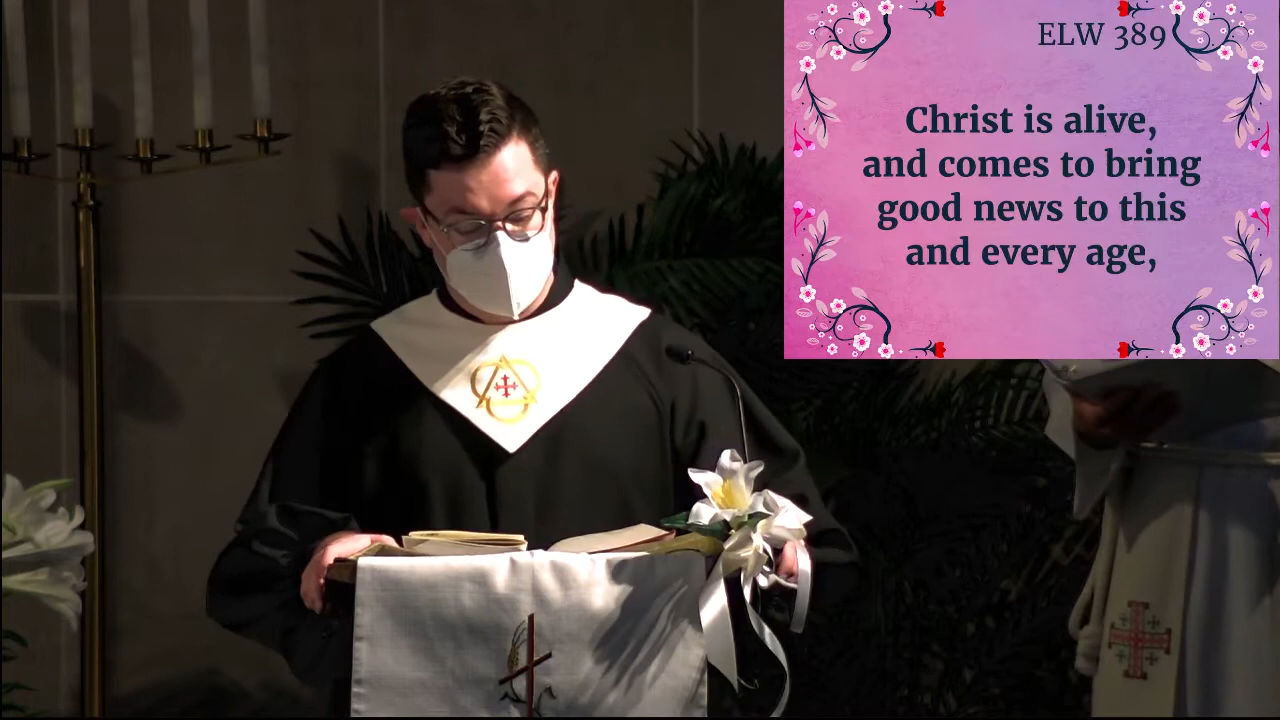 ELW 389
Christ is alive,
and comes to bring
good news to this
and every age,